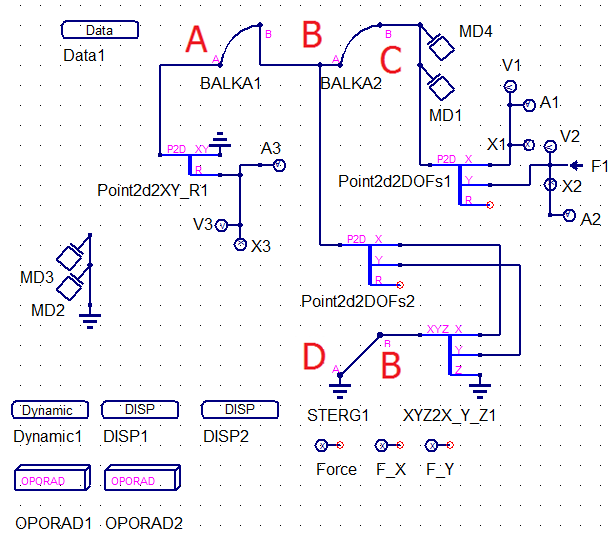 Data
Data1
A
B
B
B
C
MD4
A
BALKA1
A
BALKA2
MD1
V1
A1
P2D XY
R
A3
Point2d2XY_R1
P2D X
Y
R
Point2d2DOFs1
X1
V2
F1
X2
A2
V3
X3
P2D X
Y
R
Point2d2DOFs2
MD3
MD2
D
A
B
B
XYZ X
Y
Z
Dynamic
DISP
DISP
STERG1
XYZ2X_Y_Z1
Dynamic1
DISP1
DISP2
Force
F_X
F_Y
OPORAD
OPORAD
OPORAD1
OPORAD2